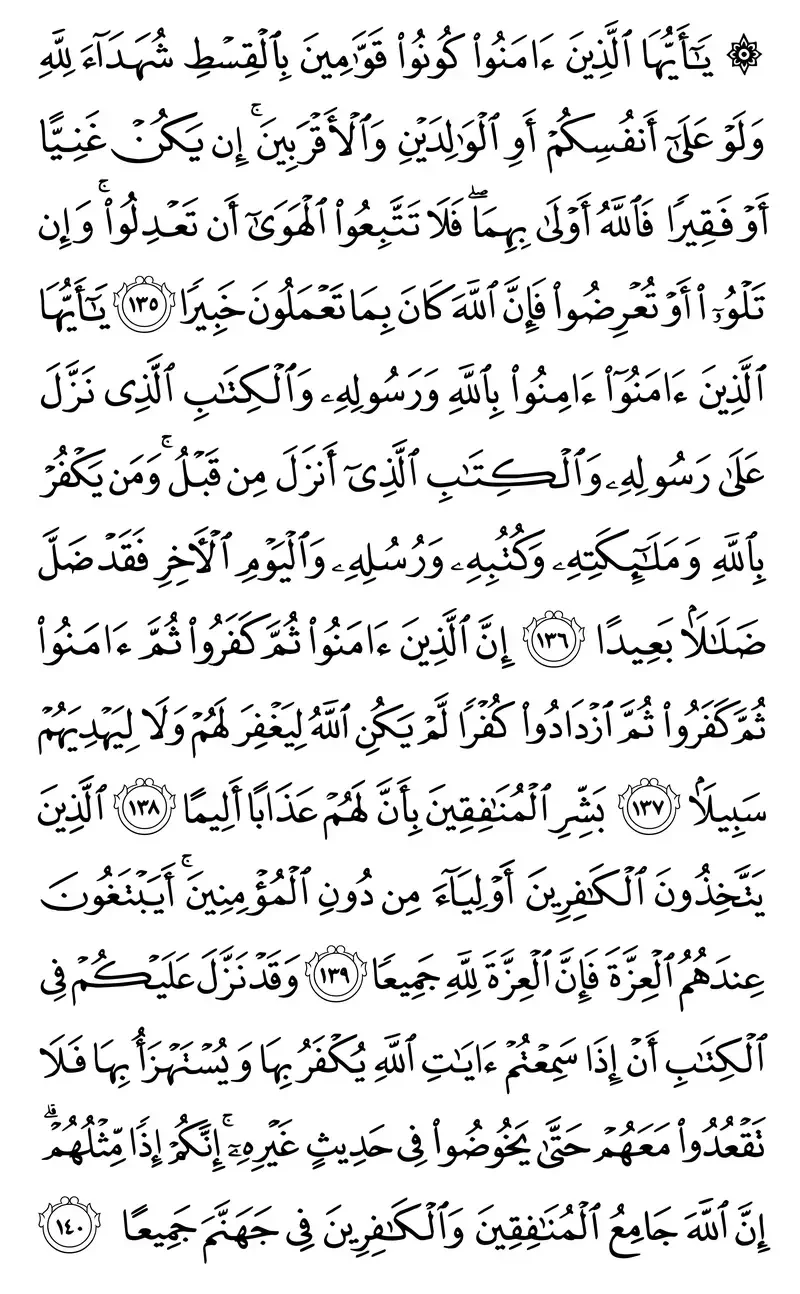 ۞ يَـٰٓأَيُّهَا ٱلَّذِينَ ءَامَنُوا۟ كُونُوا۟ قَوَّٰمِينَ بِٱلْقِسْطِ شُهَدَآءَ لِلَّهِ
وَلَوْ عَلَىٰٓ أَنفُسِكُمْ أَوِ ٱلْوَٰلِدَيْنِ وَٱلْأَقْرَبِينَ ۚ إِن يَكُنْ غَنِيًّا
أَوْ فَقِيرًا فَٱللَّهُ أَوْلَىٰ بِهِمَا ۖ فَلَا تَتَّبِعُوا۟ ٱلْهَوَىٰٓ أَن تَعْدِلُوا۟ ۚ وَإِن
تَلْوُۥٓا۟ أَوْ تُعْرِضُوا۟ فَإِنَّ ٱللَّهَ كَانَ بِمَا تَعْمَلُونَ خَبِيرًا ١٣٥ يَـٰٓأَيُّهَا
ٱلَّذِينَ ءَامَنُوٓا۟ ءَامِنُوا۟ بِٱللَّهِ وَرَسُولِهِۦ وَٱلْكِتَـٰبِ ٱلَّذِى نَزَّلَ
عَلَىٰ رَسُولِهِۦ وَٱلْكِتَـٰبِ ٱلَّذِىٓ أَنزَلَ مِن قَبْلُ ۚ وَمَن يَكْفُرْ
بِٱللَّهِ وَمَلَـٰٓئِكَتِهِۦ وَكُتُبِهِۦ وَرُسُلِهِۦ وَٱلْيَوْمِ ٱلْـَٔاخِرِ فَقَدْ ضَلَّ
ضَلَـٰلًۢا بَعِيدًا ١٣٦ إِنَّ ٱلَّذِينَ ءَامَنُوا۟ ثُمَّ كَفَرُوا۟ ثُمَّ ءَامَنُوا۟
ثُمَّ كَفَرُوا۟ ثُمَّ ٱزْدَادُوا۟ كُفْرًا لَّمْ يَكُنِ ٱللَّهُ لِيَغْفِرَ لَهُمْ وَلَا لِيَهْدِيَهُمْ
سَبِيلًۢا ١٣٧ بَشِّرِ ٱلْمُنَـٰفِقِينَ بِأَنَّ لَهُمْ عَذَابًا أَلِيمًا ١٣٨ ٱلَّذِينَ
يَتَّخِذُونَ ٱلْكَـٰفِرِينَ أَوْلِيَآءَ مِن دُونِ ٱلْمُؤْمِنِينَ ۚ أَيَبْتَغُونَ
عِندَهُمُ ٱلْعِزَّةَ فَإِنَّ ٱلْعِزَّةَ لِلَّهِ جَمِيعًا ١٣٩ وَقَدْ نَزَّلَ عَلَيْكُمْ فِى
ٱلْكِتَـٰبِ أَنْ إِذَا سَمِعْتُمْ ءَايَـٰتِ ٱللَّهِ يُكْفَرُ بِهَا وَيُسْتَهْزَأُ بِهَا فَلَا
تَقْعُدُوا۟ مَعَهُمْ حَتَّىٰ يَخُوضُوا۟ فِى حَدِيثٍ غَيْرِهِۦٓ ۚ إِنَّكُمْ إِذًا مِّثْلُهُمْ ۗ
إِنَّ ٱللَّهَ جَامِعُ ٱلْمُنَـٰفِقِينَ وَٱلْكَـٰفِرِينَ فِى جَهَنَّمَ جَمِيعًا ١٤٠